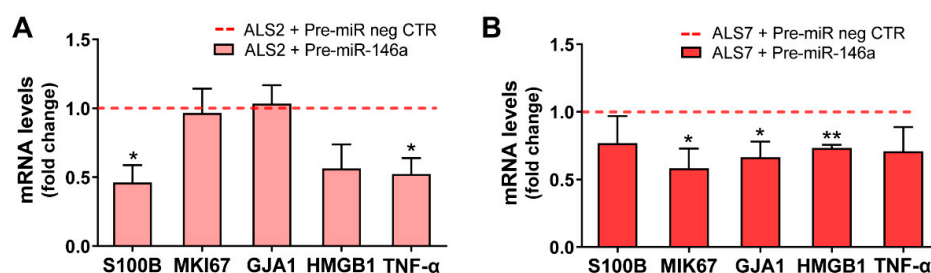 A
ALS2 + Pre-miR neg CTR
ALS2 + Pre-miR-146a
mRNA levels
(fold change)
1.5
1.0
0.5
0.0
*
*
S100B MKI67 GJA1 HMGB1 TNF-α
B
ALS7 + Pre-miR neg CTR
ALS7 + Pre-miR-146a
mRNA levels
(fold change)
1.5
1.0
0.5
0.0
*
*
**
S100B MIK67 GJA1 HMGB1 TNF-α